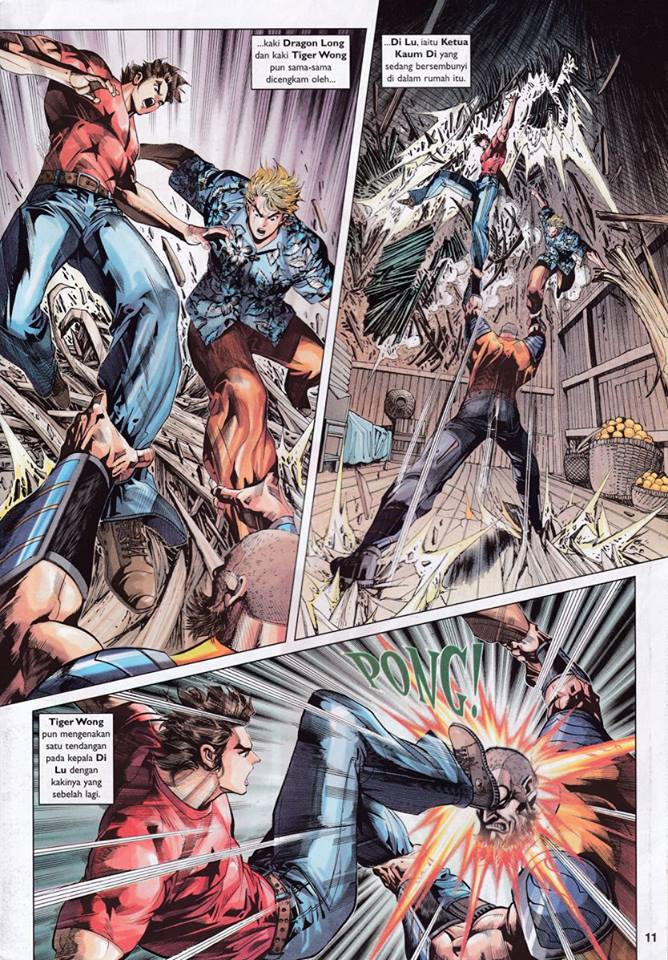 ...kaki Dragon Long
dan kaki Tiger Wong
pun sama-sama
dicengkam oleh...
...Di Lu, iaitu Ketua
Kaum Di yang
sedang bersembunyi
di dalam rumah itu.
PONG!
Tiger Wong
pun mengenakan
satu tendangan
pada kepala Di
Lu dengan
kakinya yang
sebelah lagi.
11